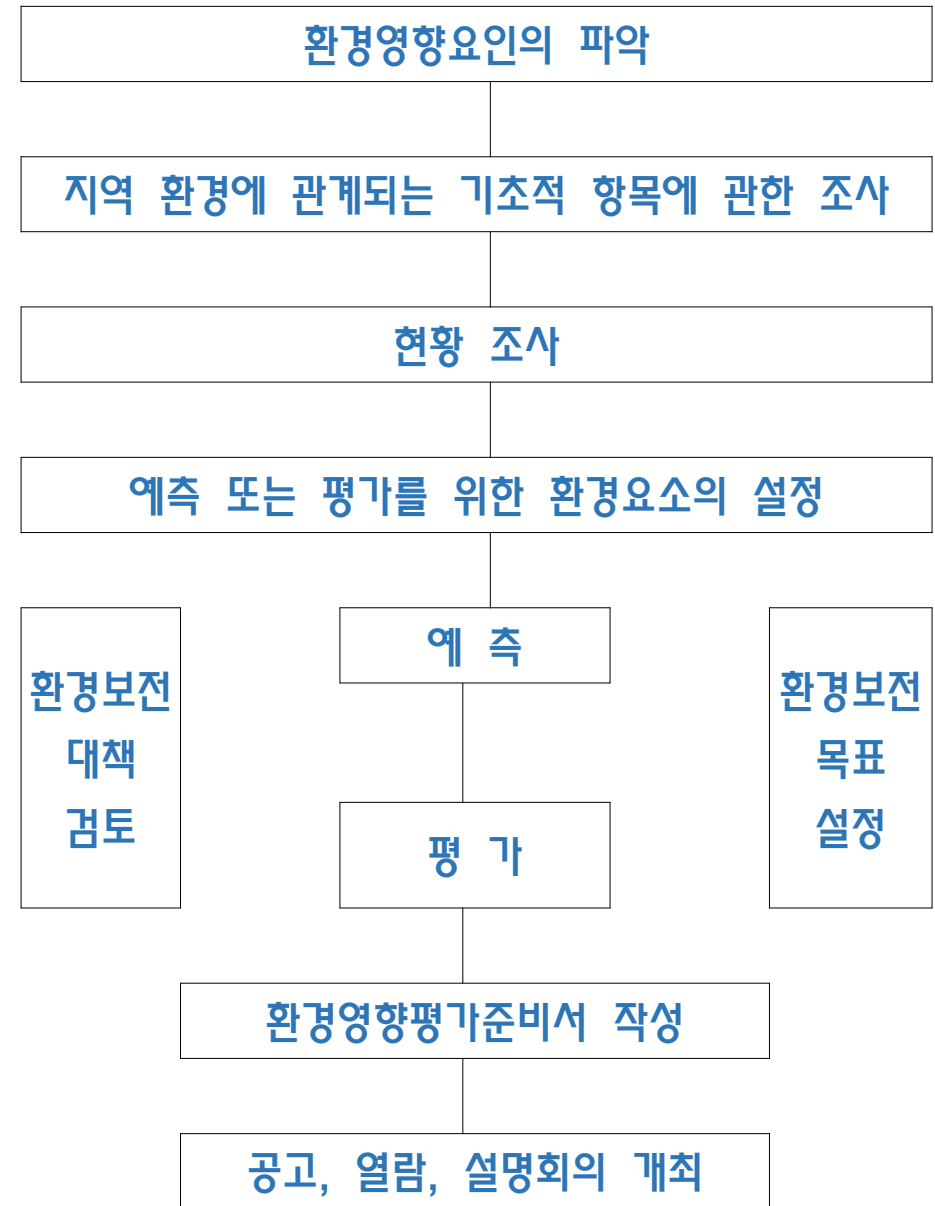 환경영향요인의 파악
지역 환경에 관계되는 기초적 항목에 관한 조사
현황 조사
예측 또는 평가를 위한 환경요소의 설정
환경보전
대책
검토
예 측
평 가
환경보전
목표
설정
환경영향평가준비서 작성
공고, 열람, 설명회의 개최